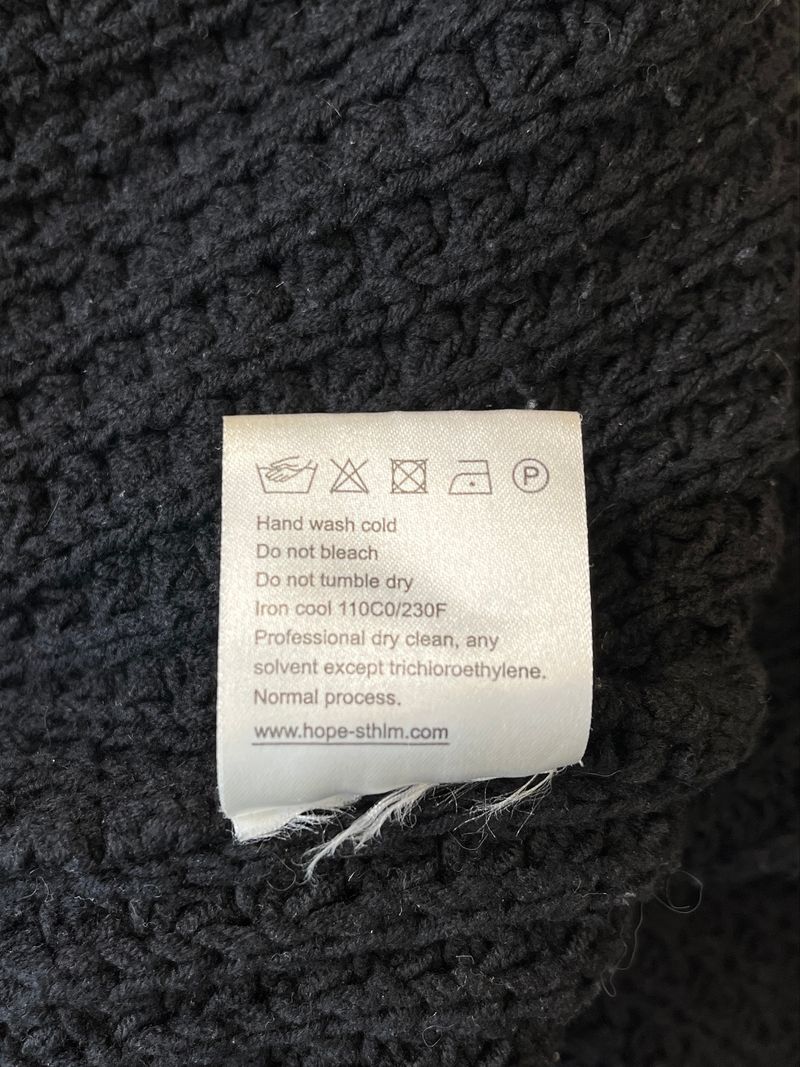 P
Hand wash cold
Do not bleach
Do not tumble dry
Iron cool 110C0/230F
Professional dry clean, any
solvent except trichloroethylene.
Normal process.
www.hope-sthlm.com